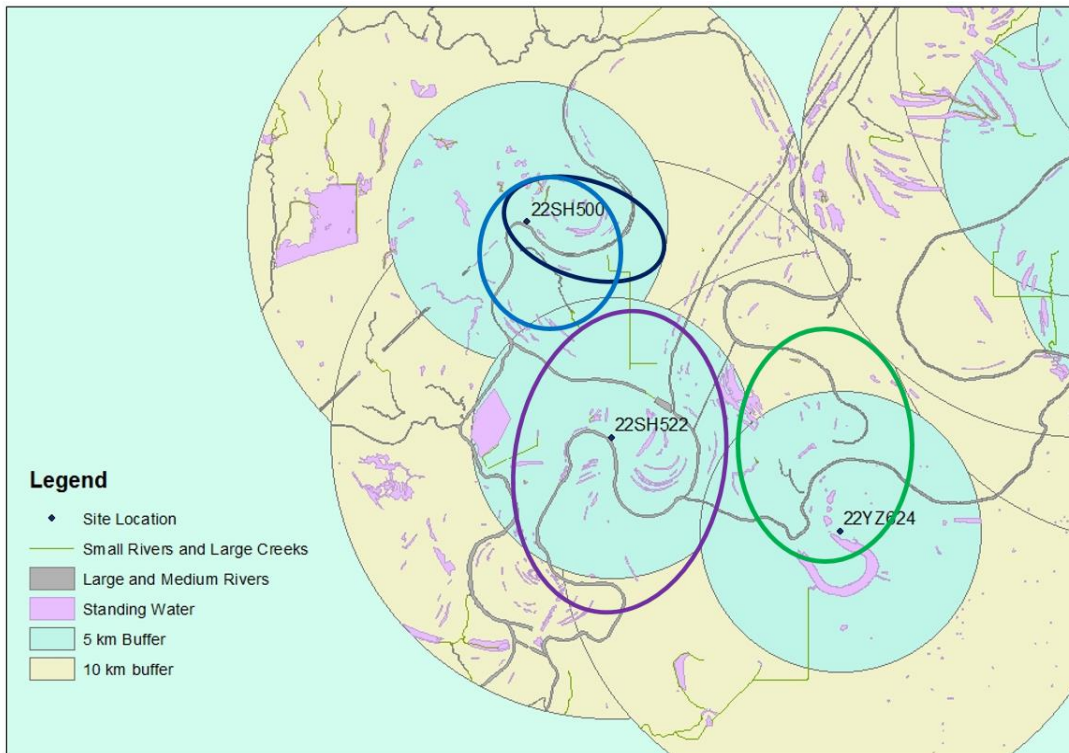 22SH500
22SH522
22YZ624
Legend
Site Location
Small Rivers and Large Creeks
Large and Medium Rivers
Standing Water
5 km Buffer
10 km buffer